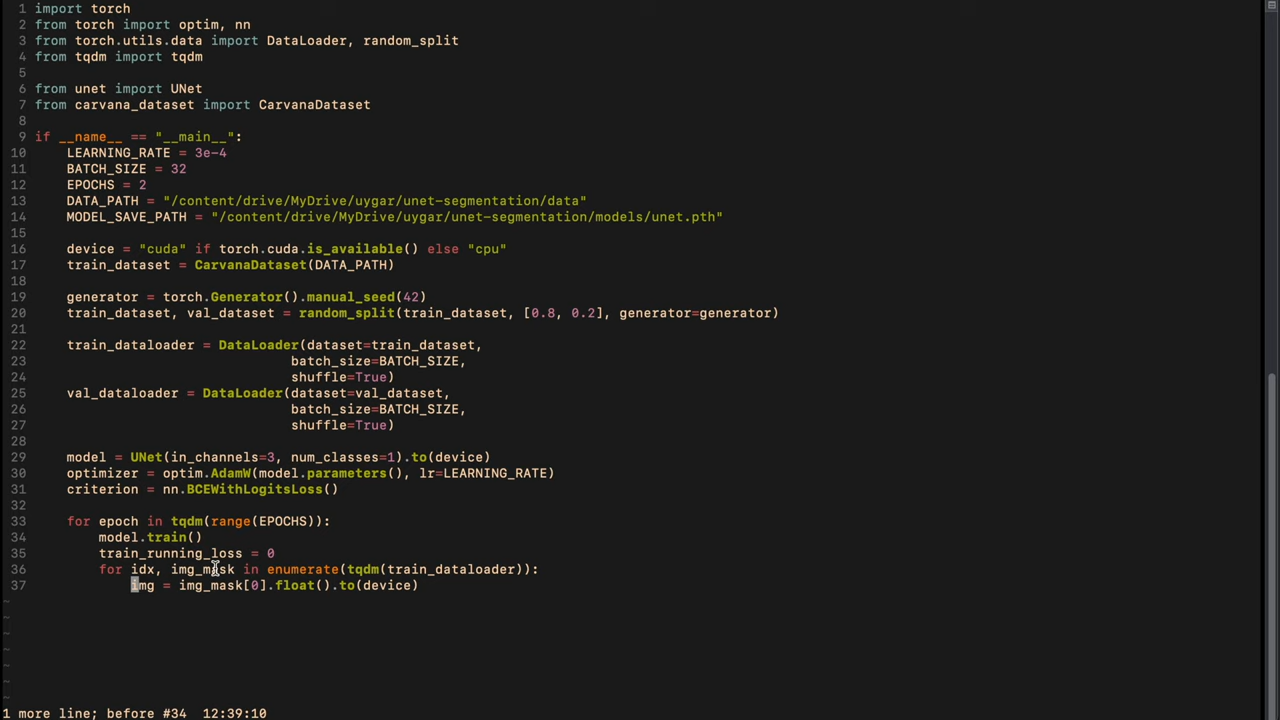 1 import torch
2 from torch import optim, nn
3 from torch.utils.data import DataLoader, random_split
4 from tqdm import tqdm
5
6 from unet import UNet
7 from carvana_dataset import CarvanaDataset
8
9 if __name__ == "__main__":
10     LEARNING_RATE = 3e-4
11     BATCH_SIZE = 32
12     EPOCHS = 2
13     DATA_PATH = "/content/drive/MyDrive/uygar/unet-segmentation/data"
14     MODEL_SAVE_PATH = "/content/drive/MyDrive/uygar/unet-segmentation/models/unet.pth"
15
16     device = "cuda" if torch.cuda.is_available() else "cpu"
17     train_dataset = CarvanaDataset(DATA_PATH)
18
19     generator = torch.Generator().manual_seed(42)
20     train_dataset, val_dataset = random_split(train_dataset, [0.8, 0.2], generator=generator)
21
22     train_dataloader = DataLoader(dataset=train_dataset,
23                                 batch_size=BATCH_SIZE,
24                                 shuffle=True)
25     val_dataloader = DataLoader(dataset=val_dataset,
26                                 batch_size=BATCH_SIZE,
27                                 shuffle=True)
28
29     model = UNet(in_channels=3, num_classes=1).to(device)
30     optimizer = optim.AdamW(model.parameters(), lr=LEARNING_RATE)
31     criterion = nn.BCEWithLogitsLoss()
32
33     for epoch in tqdm(range(EPOCHS)):
34         model.train()
35         train_running_loss = 0
36         for idx, img_mask in enumerate(tqdm(train_dataloader)):
37             img = img_mask[0].float().to(device)
~
~
~
~
~
~
~
1 more line; before #34  12:39:10